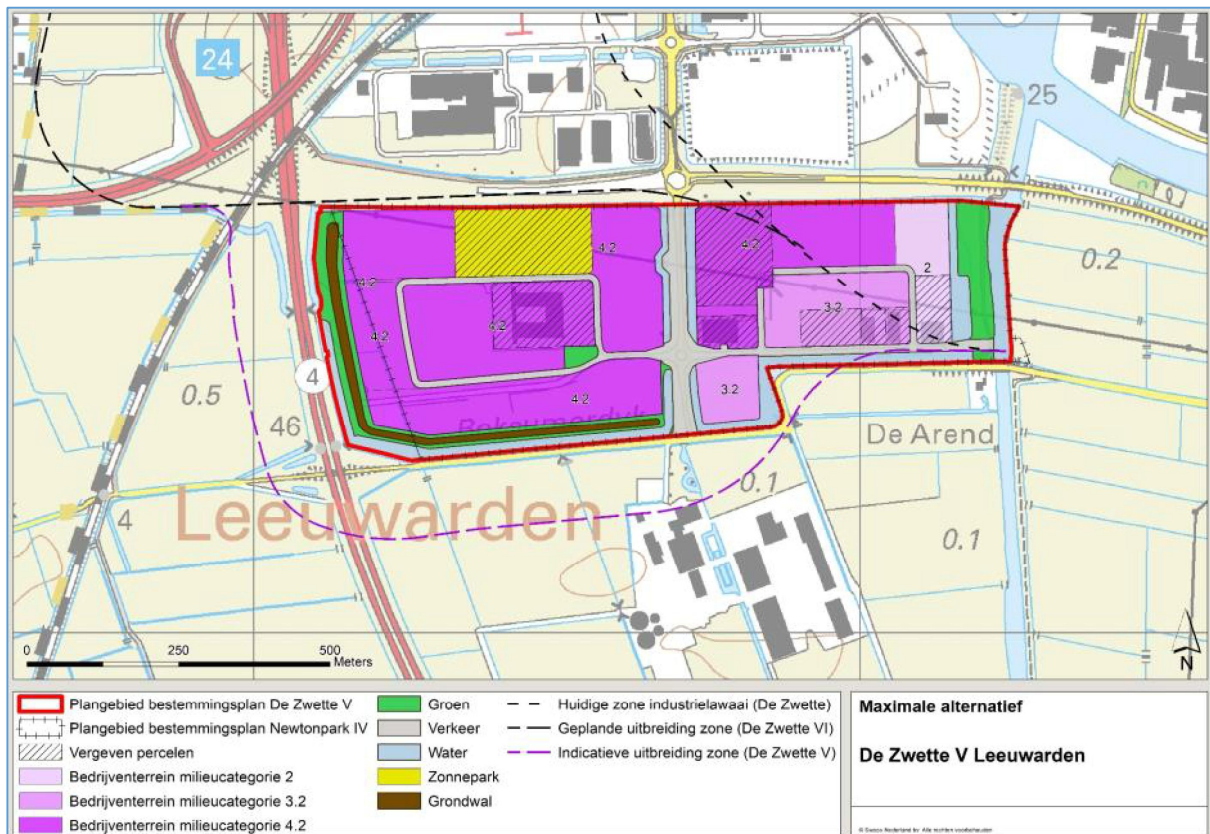 24
25
0.2
4.2
4.2
4.2
2
4.2
4.2
3.2
4.2
0.5
4
4.2
3.2
46
De Arend
0.1
Leeuwarden
4
0.1
0 250 500
Meters
N
Plangebied bestemmingsplan De Zwette V
Plangebied bestemmingsplan Newtonpark IV
Vergeven percelen
Bedrijventerrein milieucategorie 2
Bedrijventerrein milieucategorie 3.2
Bedrijventerrein milieucategorie 4.2
Groen
Verkeer
Water
Zonnepark
Grondwal
Huidige zone industrielawaai (De Zwette)
Geplande uitbreiding zone (De Zwette VI)
Indicatieve uitbreiding zone (De Zwette V)
Maximale alternatief
De Zwette V Leeuwarden